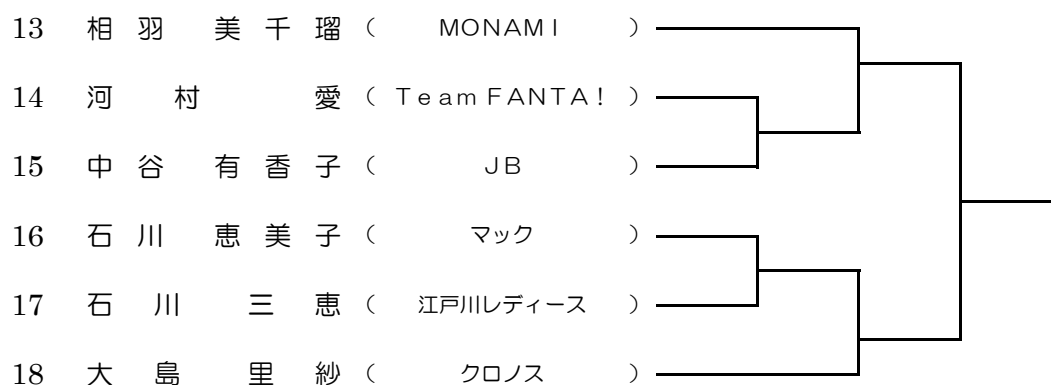 13 相羽 美千瑠 ( MONAMI )
14 河村 愛 ( Team FANTA! )
15 中谷 有香子 ( JB )
16 石川 恵美子 ( マック )
17 石川 三恵 ( 江戸川レディース )
18 大島 里紗 ( クロノス )